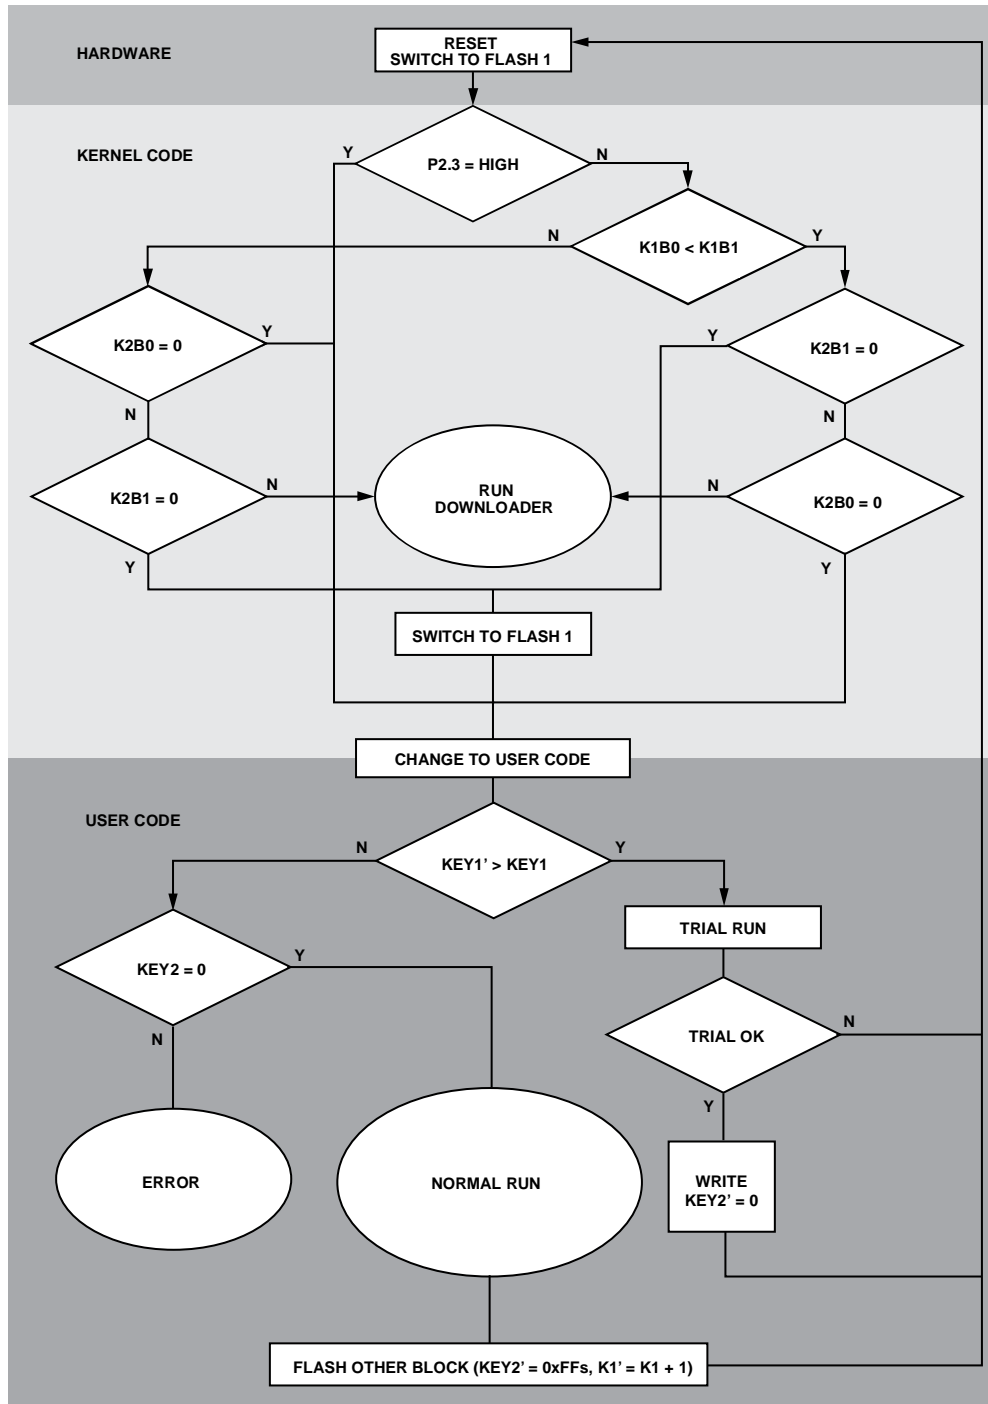 HARDWARE
RESET
SWITCH TO FLASH 1
KERNEL CODE
Y
P2.3 = HIGH
N
N
K1B0 < K1B1
Y
K2B0 = 0
Y
Y
K2B1 = 0
N
N
K2B1 = 0
N
RUN
DOWNLOADER
N
K2B0 = 0
Y
Y
SWITCH TO FLASH 1
CHANGE TO USER CODE
USER CODE
N
KEY1’ > KEY1
Y
TRIAL RUN
KEY2 = 0
Y
N
TRIAL OK
N
Y
ERROR
NORMAL RUN
WRITE
KEY2’ = 0
FLASH OTHER BLOCK (KEY2’ = 0xFFs, K1’ = K1 + 1)